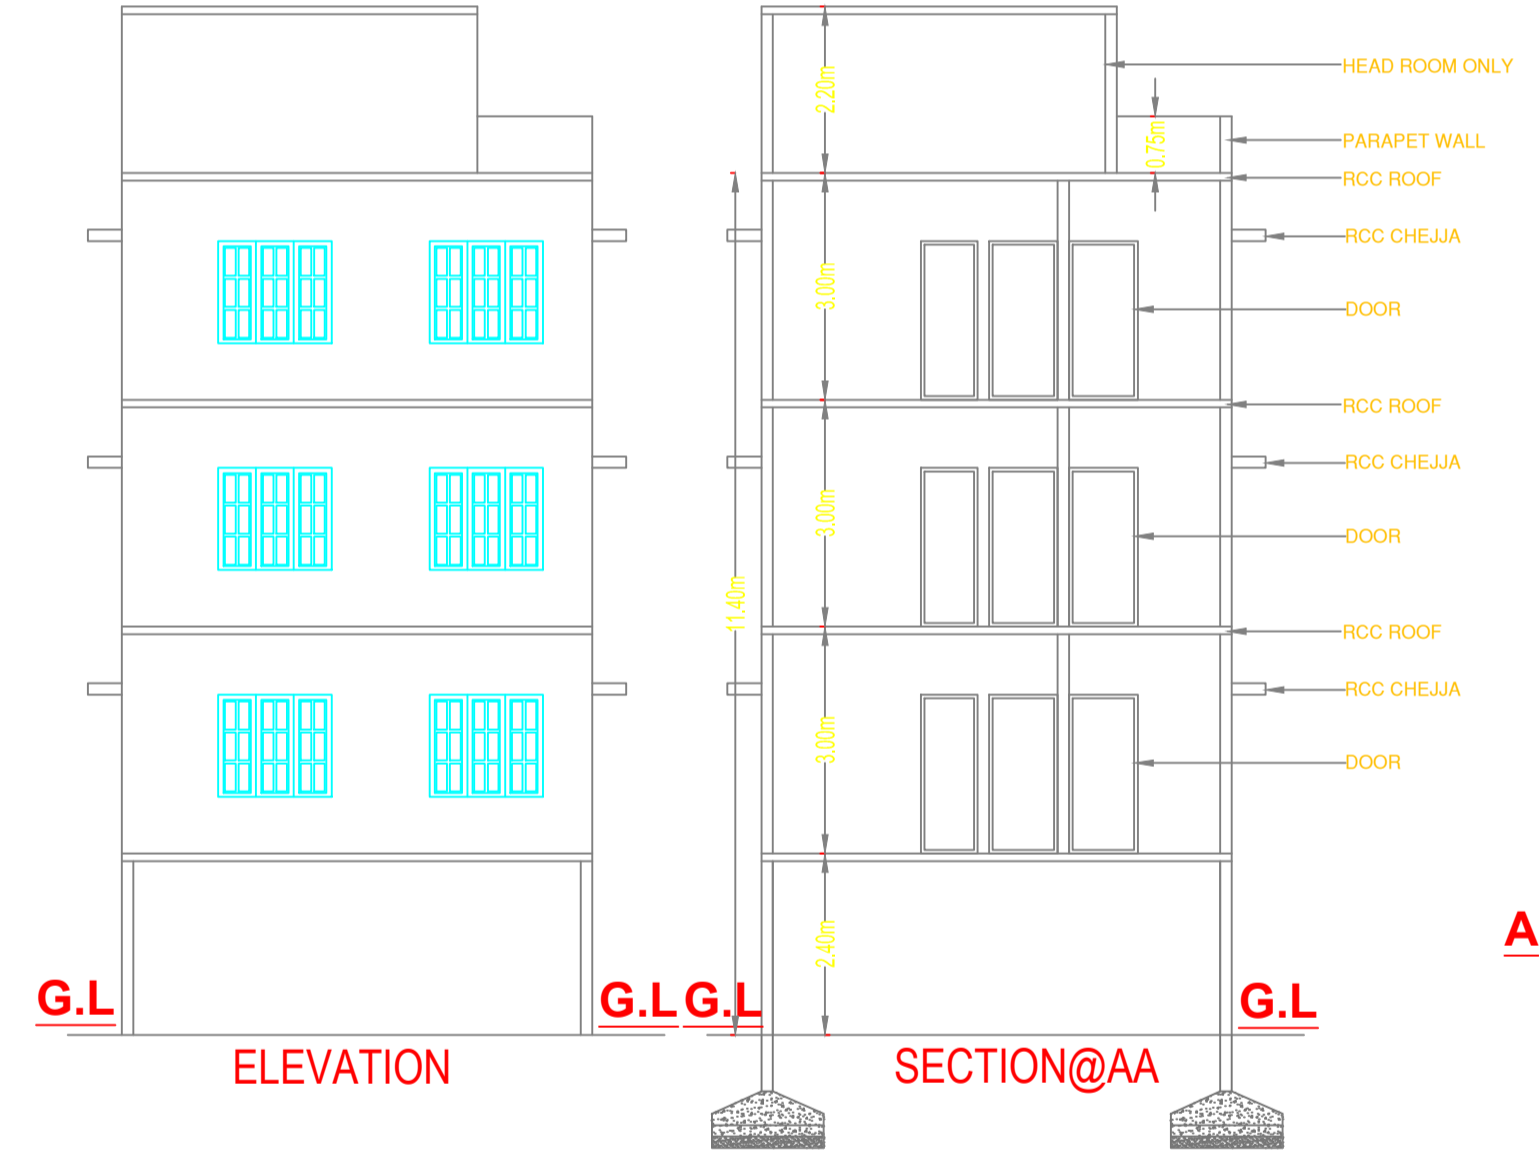 HEAD ROOM ONLY
2.20m
0.75m
PARAPET WALL
RCC ROOF
RCC CHEJJA
3.00m
DOOR
RCC ROOF
RCC CHEJJA
3.00m
DOOR
11.40m
RCC ROOF
RCC CHEJJA
3.00m
DOOR
2.40m
A
G.L
G.L
G.L
G.L
ELEVATION
SECTION@AA